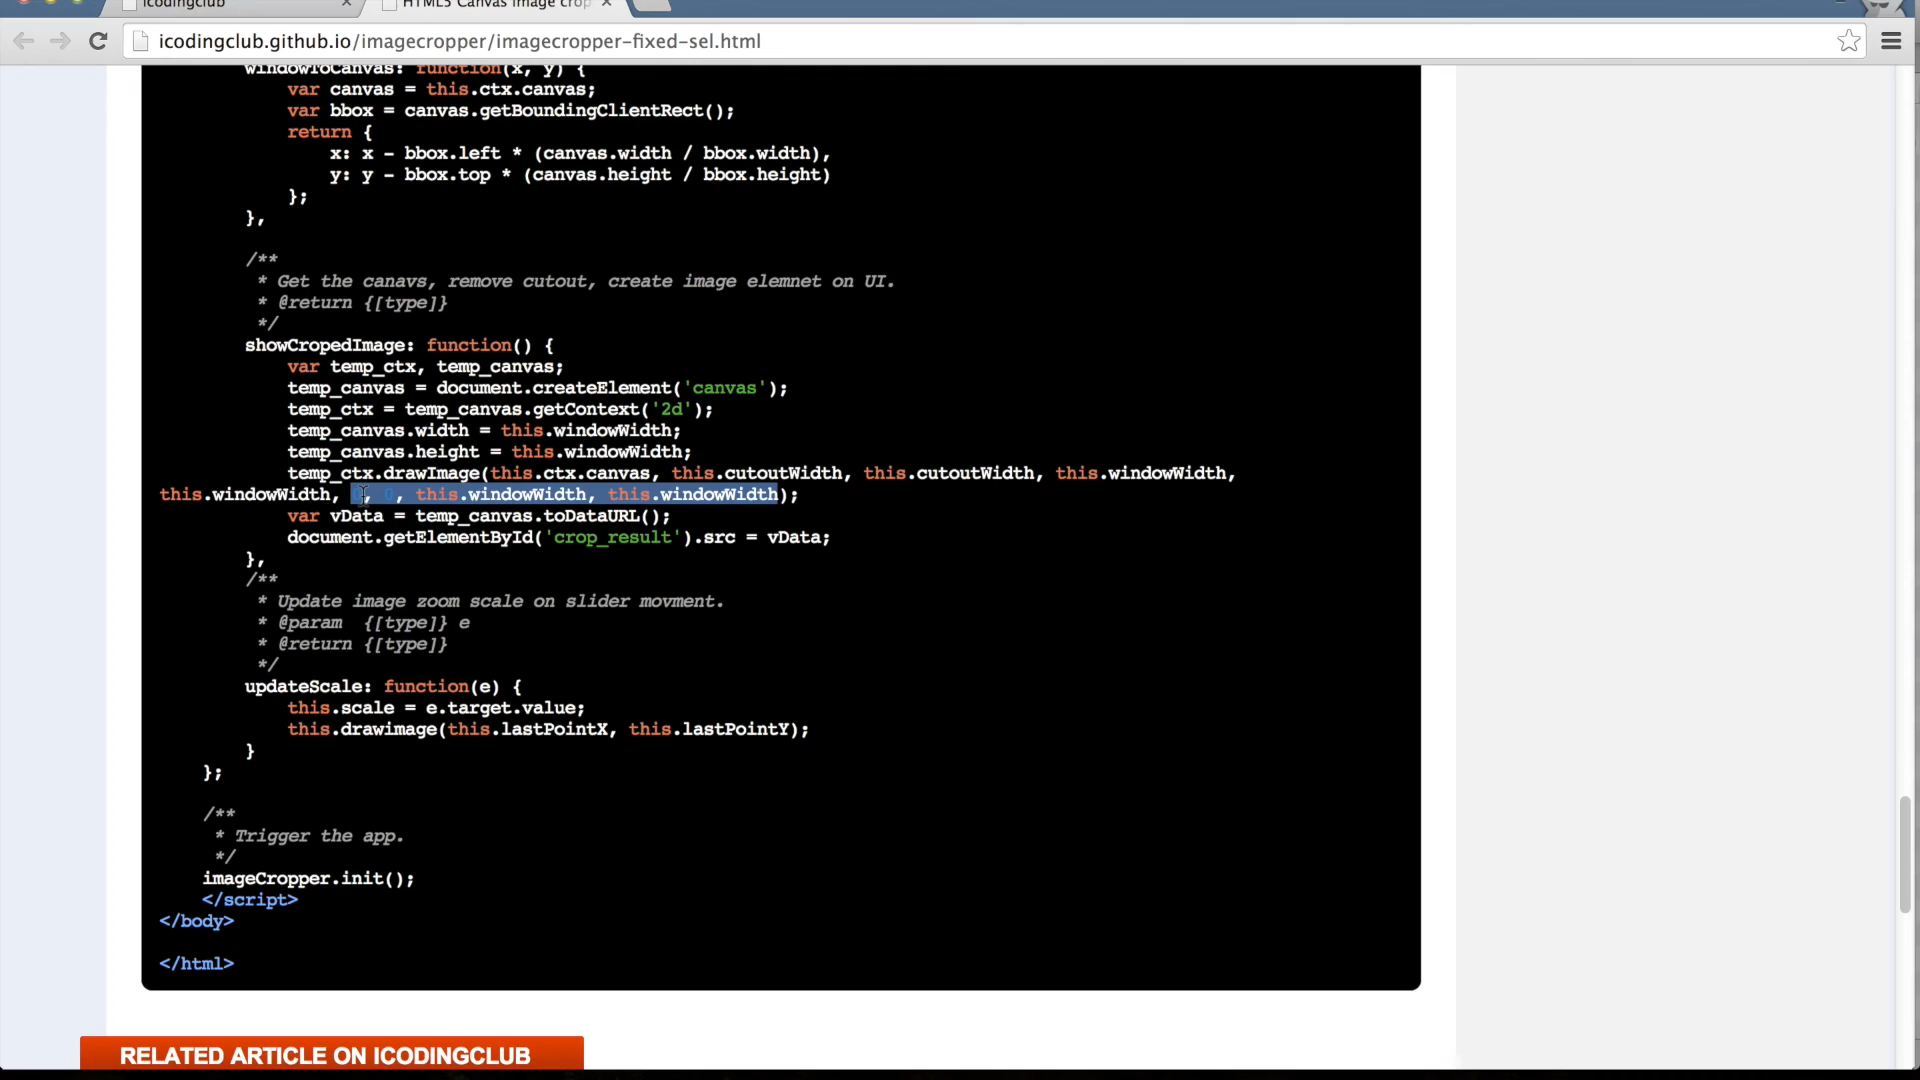 icodingclub
HTML5 Canvas image crop
icodingclub.github.io/imagecropper/imagecropper-fixed-sel.html
windowToCanvas: function(x, y) {
var canvas = this.ctx.canvas;
var bbox = canvas.getBoundingClientRect();
return {
x: x - bbox.left * (canvas.width / bbox.width),
y: y - bbox.top * (canvas.height / bbox.height)
};
},
/**
* Get the canavs, remove cutout, create image elemnet on UI.
* @return {[type]}
*/
showCropedImage: function() {
var temp_ctx, temp_canvas;
temp_canvas = document.createElement('canvas');
temp_ctx = temp_canvas.getContext('2d');
temp_canvas.width = this.windowWidth;
temp_canvas.height = this.windowWidth;
temp_ctx.drawImage(this.ctx.canvas, this.cutoutWidth, this.cutoutWidth, this.windowWidth,
this.windowWidth, 0, 0, this.windowWidth, this.windowWidth);
var vData = temp_canvas.toDataURL();
document.getElementById('crop_result').src = vData;
},
/**
* Update image zoom scale on slider movment.
* @param  {[type]} e
* @return {[type]}
*/
updateScale: function(e) {
this.scale = e.target.value;
this.drawimage(this.lastPointX, this.lastPointY);
}
};
/**
* Trigger the app.
*/
imageCropper.init();
</script>
</body>
</html>
RELATED ARTICLE ON ICODINGCLUB